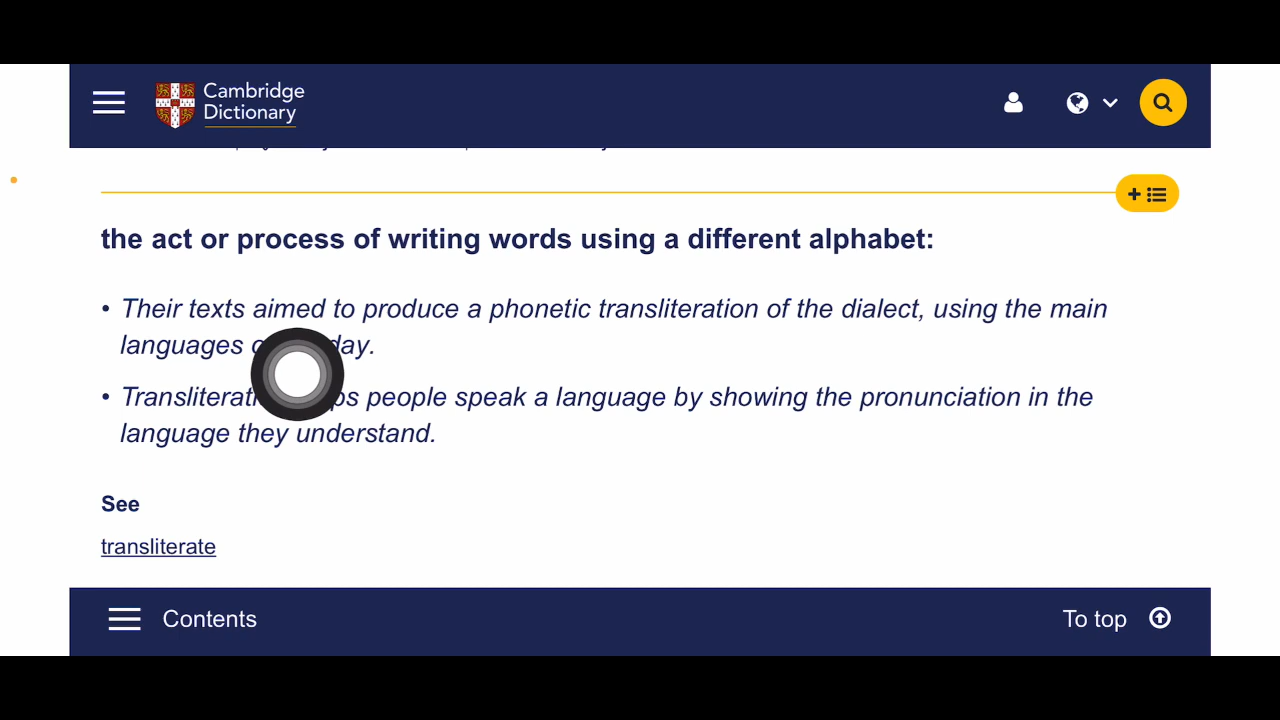 Cambridge
Dictionary
the act or process of writing words using a different alphabet:
• Their texts aimed to produce a phonetic transliteration of the dialect, using the main
languages day.
• people speak a language by showing the pronunciation in the
language they understand.
See
transliterate
Contents
To top